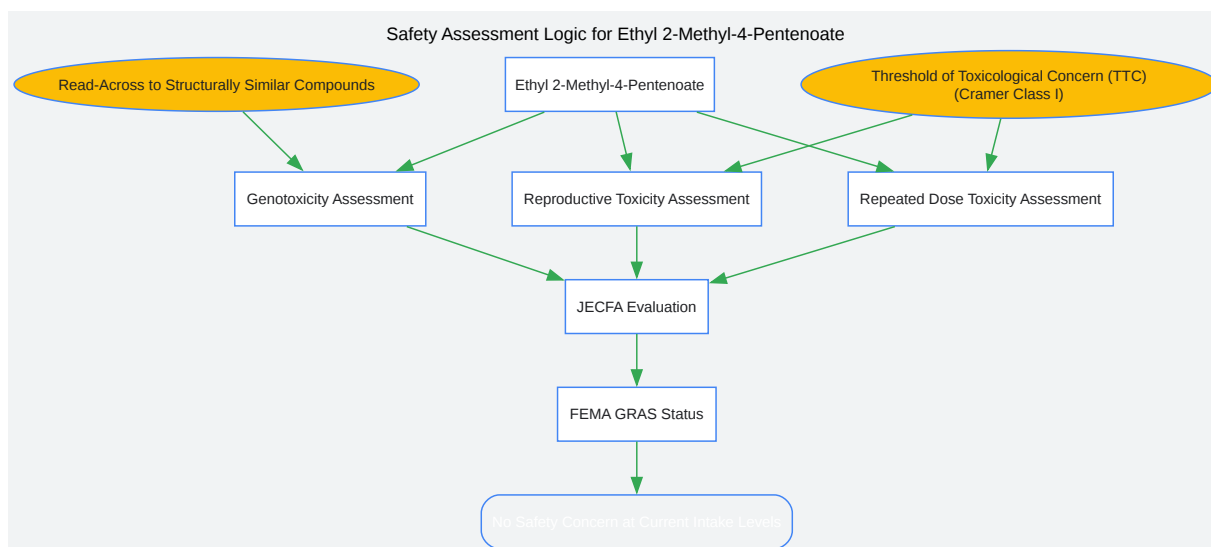 Safety Assessment Logic for Ethyl 2-Methyl-4-Pentenoate
Read-Across to Structurally Similar Compounds
Ethyl 2-Methyl-4-Pentenoate
Threshold of Toxicological Concern (TTC)
(Cramer Class I)
Genotoxicity Assessment
Reproductive Toxicity Assessment
Repeated Dose Toxicity Assessment
JECFA Evaluation
FEMA GRAS Status
No Safety Concern at Current Intake Levels